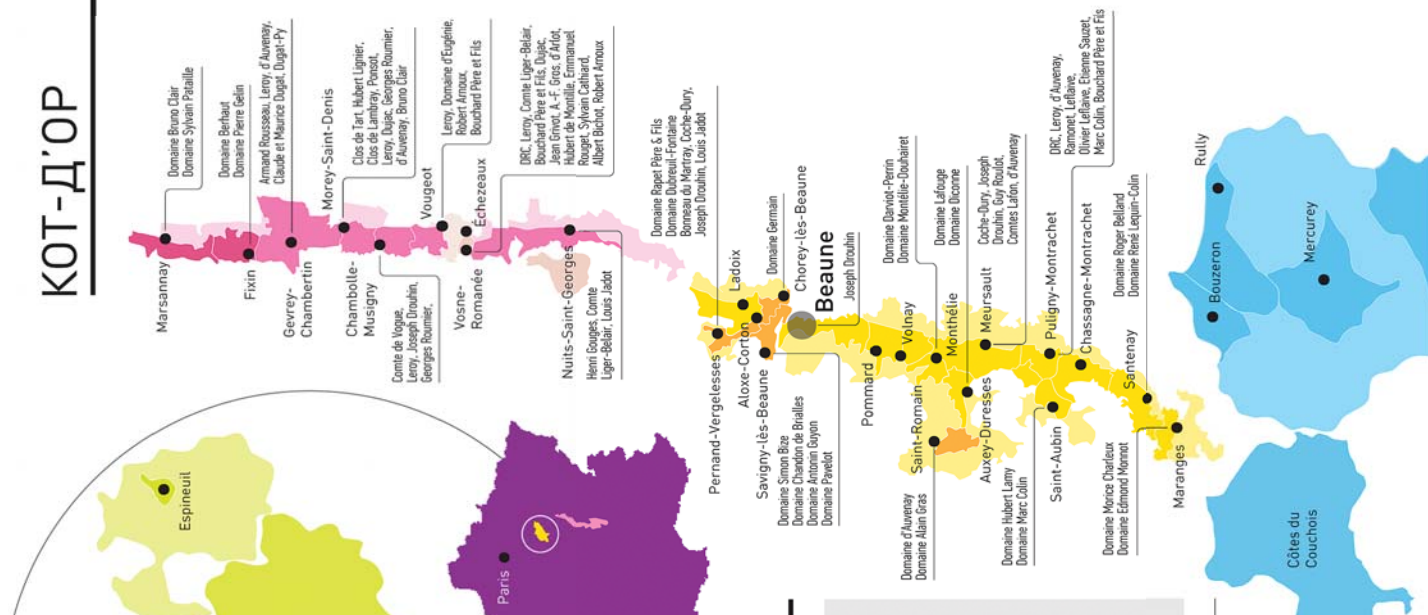 КОТ-Д'ОР
Marsannay
Domaine Bruno Clair
Domaine Sylvain Pataille
Fixin
Domaine Berhaut
Domaine Pierre Gelin
Gevrey-
Chambertin
Armand Rousseau, Leroy, d'Auvenay,
Claude et Maurice Dugat, Dugat-Py
Morey-Saint-Denis
Clos de Tart, Hubert Lignier,
Clos de Lambray, Ponsot,
Leroy, Dujac, Georges Roumier,
d'Auvenay, Bruno Clair
Chambolle-
Musigny
Comte de Vogue,
Leroy, Joseph Drouhin,
Georges Roumier,
Vougeot
Leroy, Domaine d'Eugénie,
Robert Arnoux,
Bouchard Père et Fils
Échezeaux
Vosne-
Romanée
DRC, Leroy, Comte Liger-Belair,
Bouchard Père et Fils, Dujac,
Jean Grivot, A.-F. Gros, d'Arlot,
Hubert de Montille, Emmanuel
Rouget, Sylvain Cathiard,
Albert Bichot, Robert Arnoux
Nuits-Saint-Georges
Henri Gouges, Comte
Liger-Belair, Louis Jadot
Domaine Rapet Père & Fils
Domaine Dubreuil-Fontaine
Bonneau du Martray, Coche-Dury,
Joseph Drouhin, Louis Jadot
Pernand-Vergelesses
Ladoix
Aloxe-Corton
Domaine Germain
Chorey-lès-Beaune
Savigny-lès-Beaune
Domaine Simon Bize
Domaine Chandon de Brialles
Domaine Antonin Guyon
Domaine Pavelot
Beaune
Joseph Drouhin
Pommard
Volnay
Domaine Darviot-Perrin
Domaine Montélie-Douhairet
Monthélie
Domaine Lafouge
Domaine Diconne
Saint-Romain
Domaine d'Auvenay
Domaine Alain Gras
Auxey-Duresses
Meursault
Coche-Dury, Joseph
Drouhin, Guy Roulot,
Comtes Lafon, d'Auvenay
Puligny-Montrachet
DRC, Leroy, d'Auvenay,
Ramonet, Leflaive,
Olivier Leflaive, Etienne Sauzet,
Marc Colin, Bouchard Père et Fils
Saint-Aubin
Domaine Hubert Lamy
Domaine Marc Colin
Chassagne-Montrachet
Santenay
Domaine Roger Belland
Domaine René Lequin-Colin
Maranges
Domaine Morice Charleux
Domaine Edmond Monnot
Rully
Bouzeron
Mercurey
Côtes du
Couchois
Espineuil
Paris